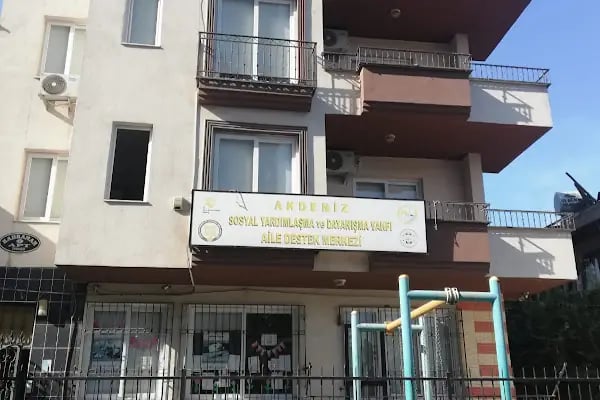 AKDENİZ
SOSYAL YARDIMLAŞMA ve DAYANIŞMA VAKFI
AİLE DESTEK MERKEZİ